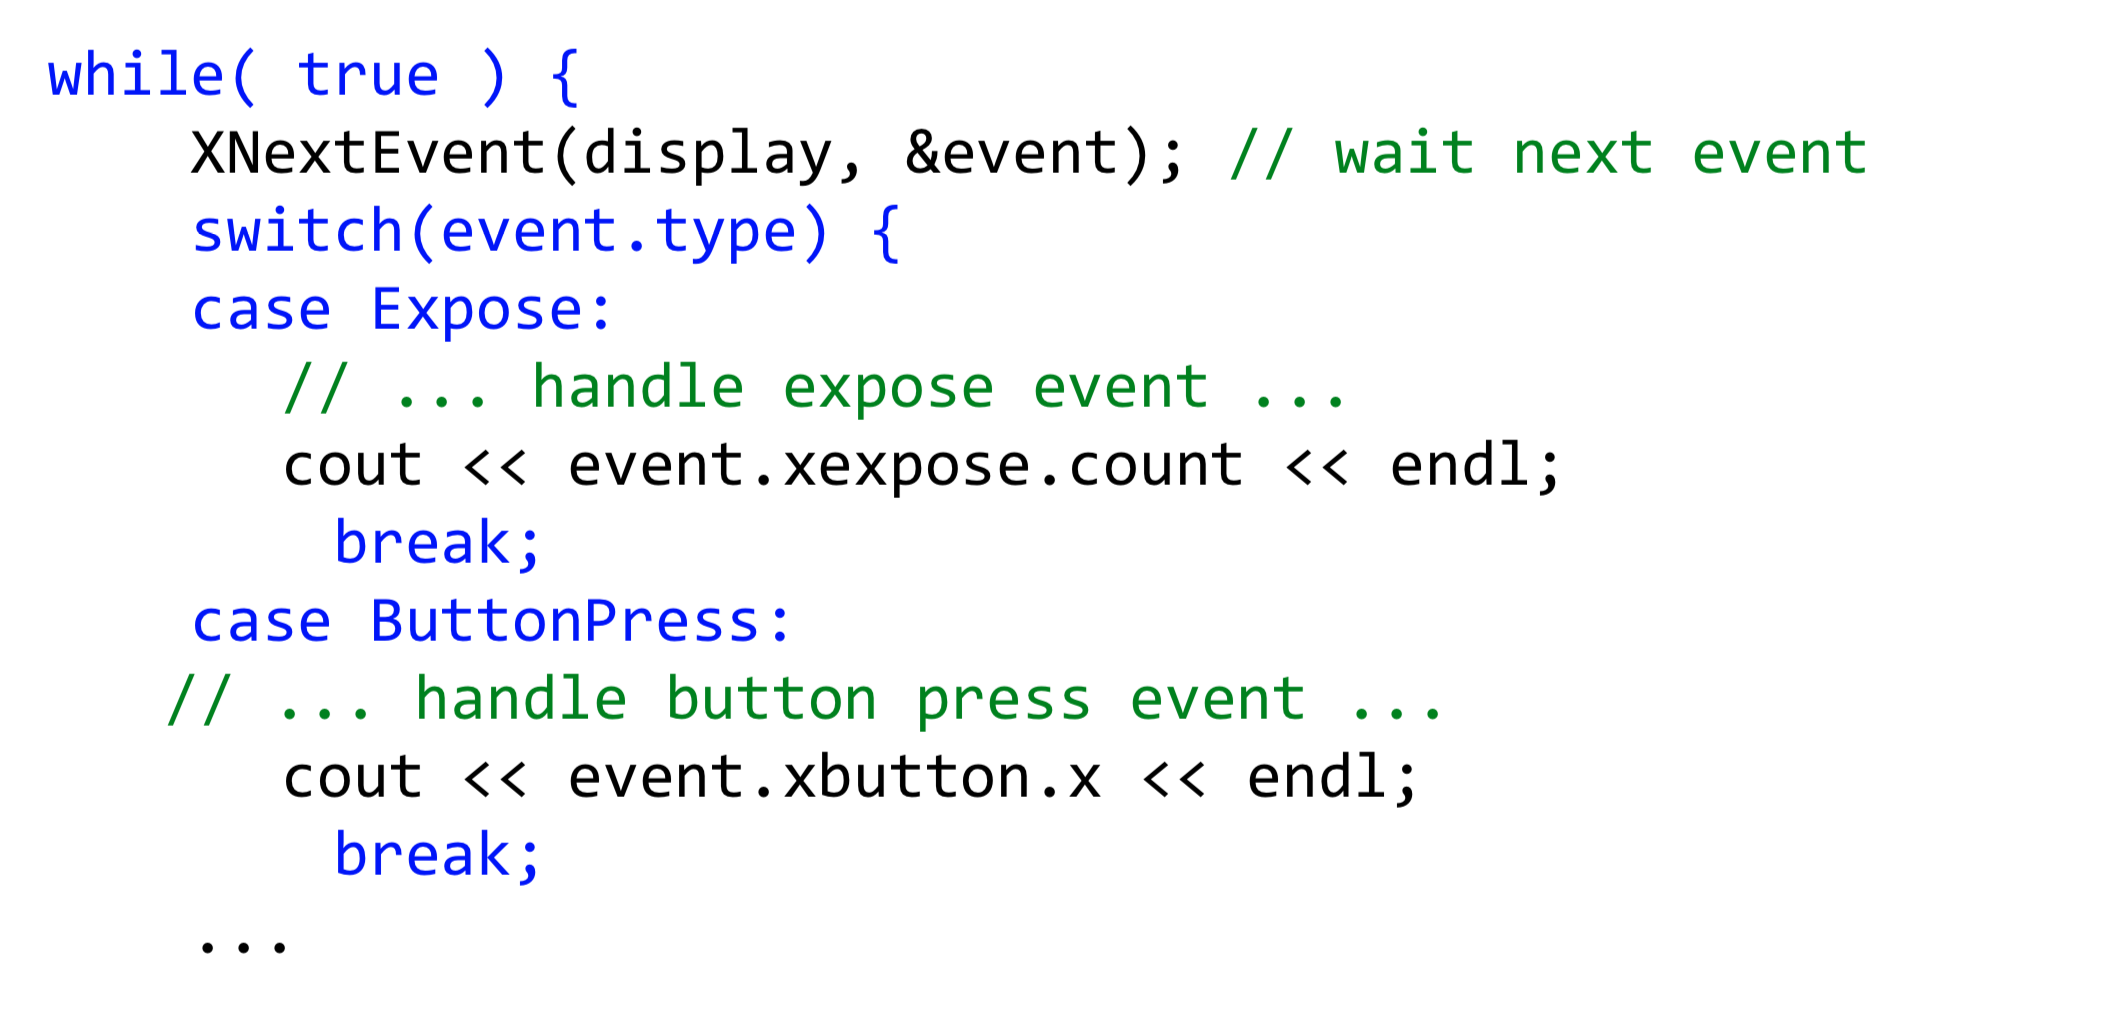 while( true ) {
    XNextEvent(display, &event); // wait next event
    switch(event.type) {
    case Expose:
       // ... handle expose event ...
       cout << event.xexpose.count << endl;
        break;
    case ButtonPress:
   // ... handle button press event ...
       cout << event.xbutton.x << endl;
        break;
    ...